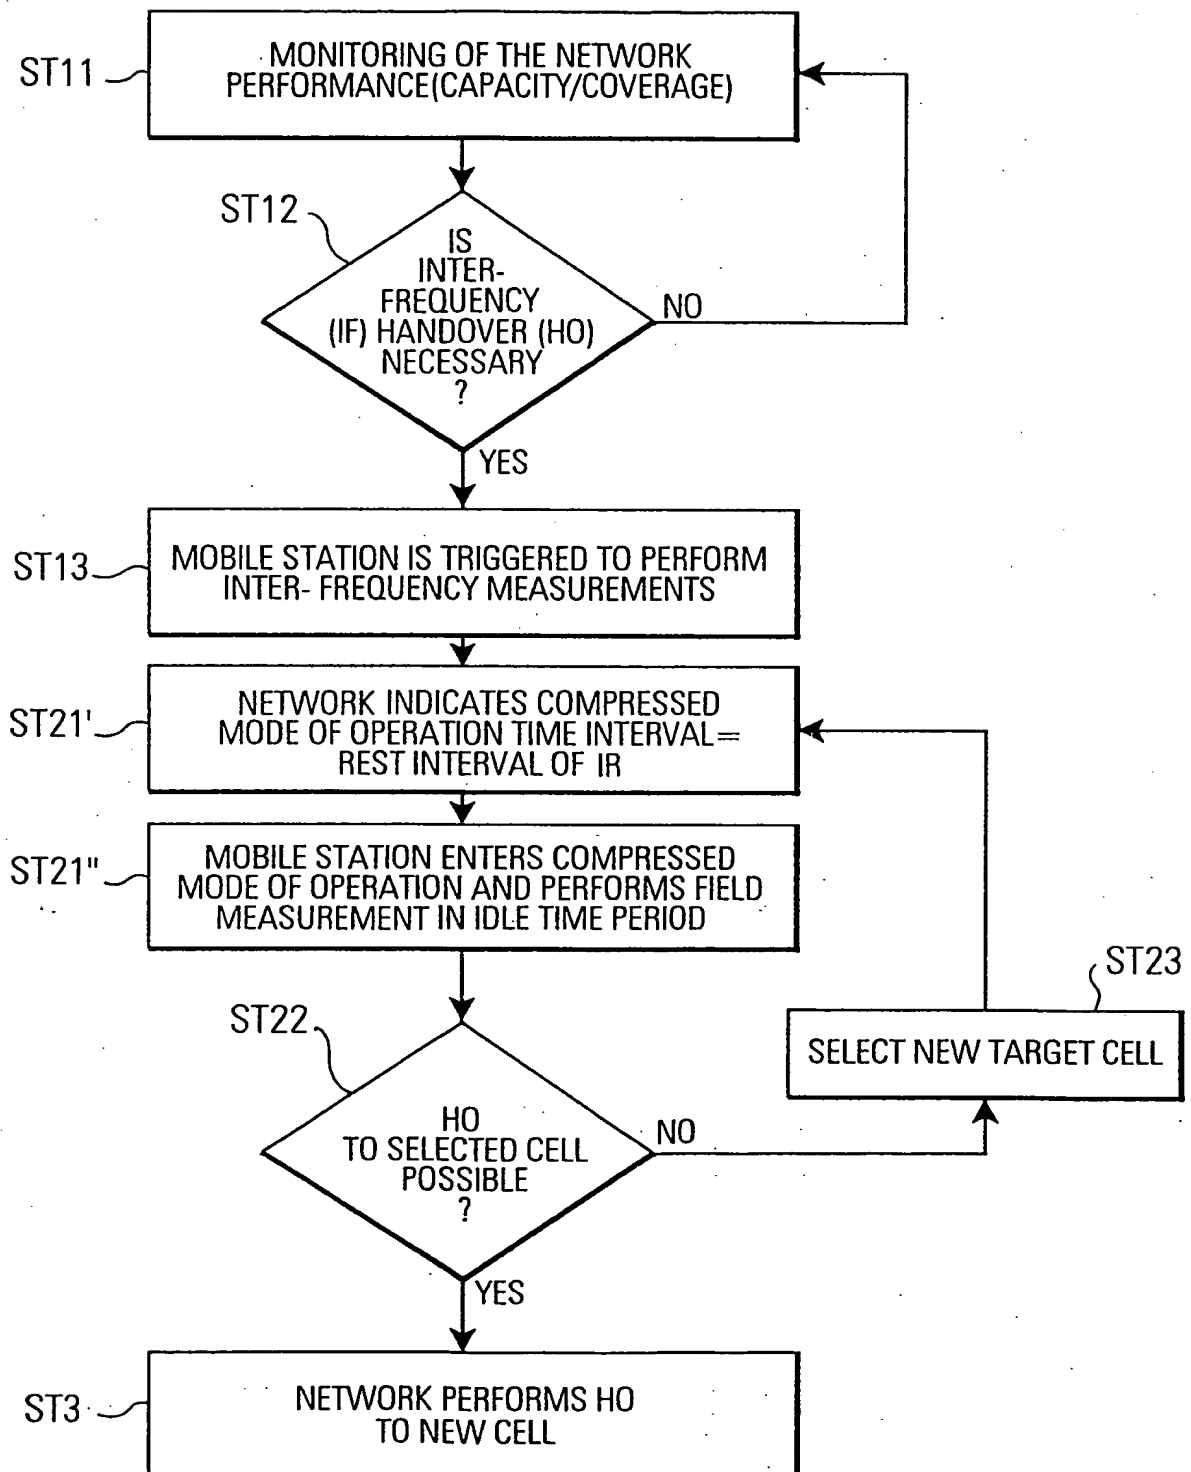 ST11
MONITORING OF THE NETWORK
PERFORMANCE(CAPACITY/COVERAGE)
ST12
IS
INTER-
FREQUENCY
(IF) HANDOVER (HO)
NECESSARY
?
NO
YES
ST13
MOBILE STATION IS TRIGGERED TO PERFORM
INTER- FREQUENCY MEASUREMENTS
ST21'
NETWORK INDICATES COMPRESSED
MODE OF OPERATION TIME INTERVAL=
REST INTERVAL OF IR
ST21"
MOBILE STATION ENTERS COMPRESSED
MODE OF OPERATION AND PERFORMS FIELD
MEASUREMENT IN IDLE TIME PERIOD
ST23
SELECT NEW TARGET CELL
ST22
HO
TO SELECTED CELL
POSSIBLE
?
NO
YES
ST3
NETWORK PERFORMS HO
TO NEW CELL